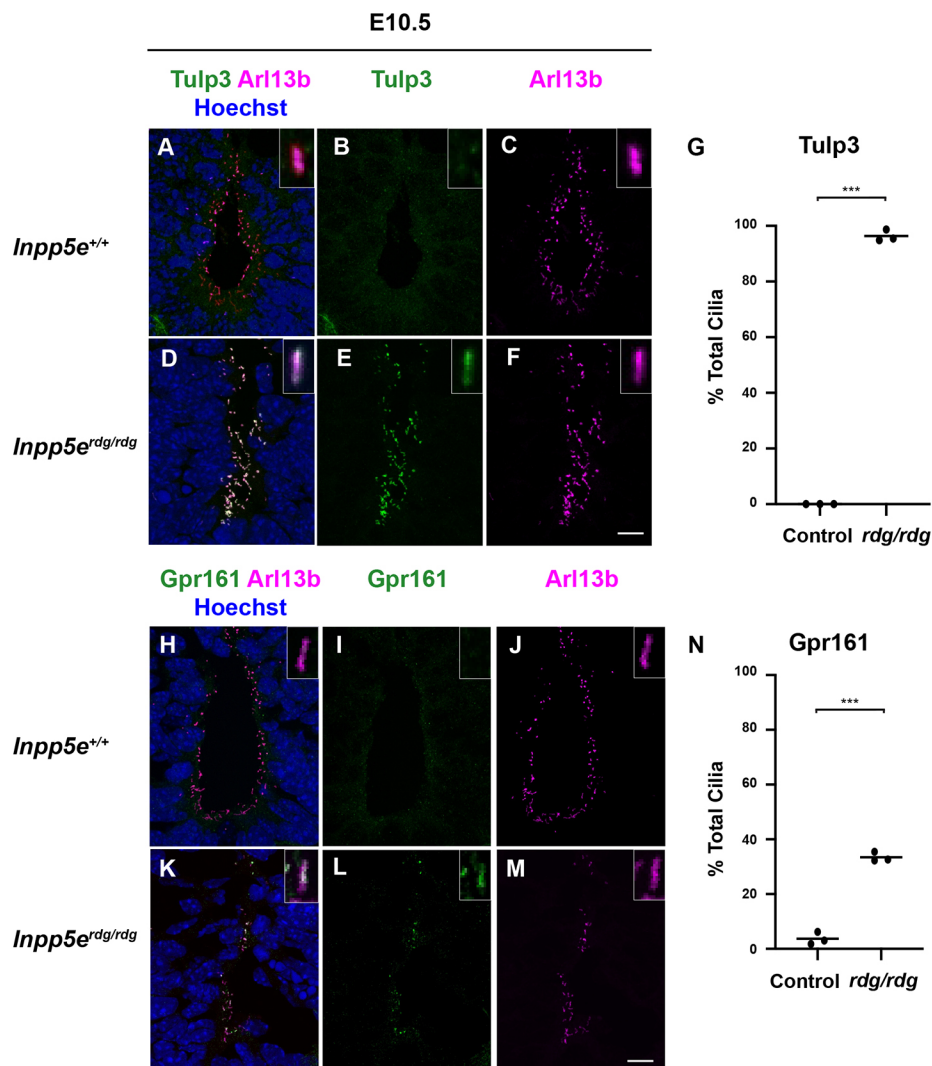 E10.5
Tulp3 Arl13b
Hoechst
Tulp3
Arl13b
Inpp5e+/+
A
B
C
Inpp5erdg/rdg
D
E
F
G
Tulp3
***
% Total Cilia
100
80
60
40
20
0
Control
rdg/rdg
Gpr161 Arl13b
Hoechst
Gpr161
Arl13b
Inpp5e+/+
H
I
J
Inpp5erdg/rdg
K
L
M
N
Gpr161
***
% Total Cilia
100
80
60
40
20
0
Control
rdg/rdg